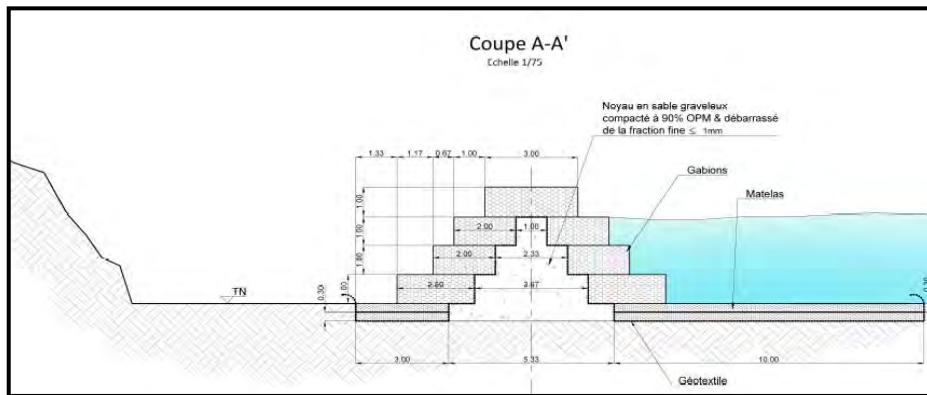 Coupe A-A'
Echelle 1/75
Noyau en sable graveleux
compacté à 90% OPM & débarrassé
de la fraction fine ≤ 1mm
1.33 1.17 0.67 1.00 3.00
Gabions
Matelas
1.00
1.00
2.00 1.00
1.00
2.00 2.33
1.00
3.67
TN
0.30
3.00 5.33 10.00
Géotextile